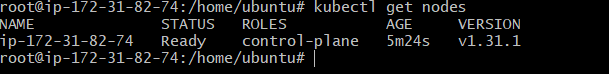 root@ip-172-31-82-74:/home/ubuntu# kubectl get nodes
NAME STATUS ROLES AGE VERSION
ip-172-31-82-74 Ready control-plane 5m24s v1.31.1
root@ip-172-31-82-74:/home/ubuntu#